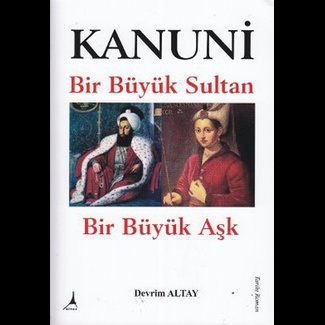 KANUNİ
Bir Büyük Sultan
Bir Büyük Aşk
Devrim ALTAY
Tarihi Roman